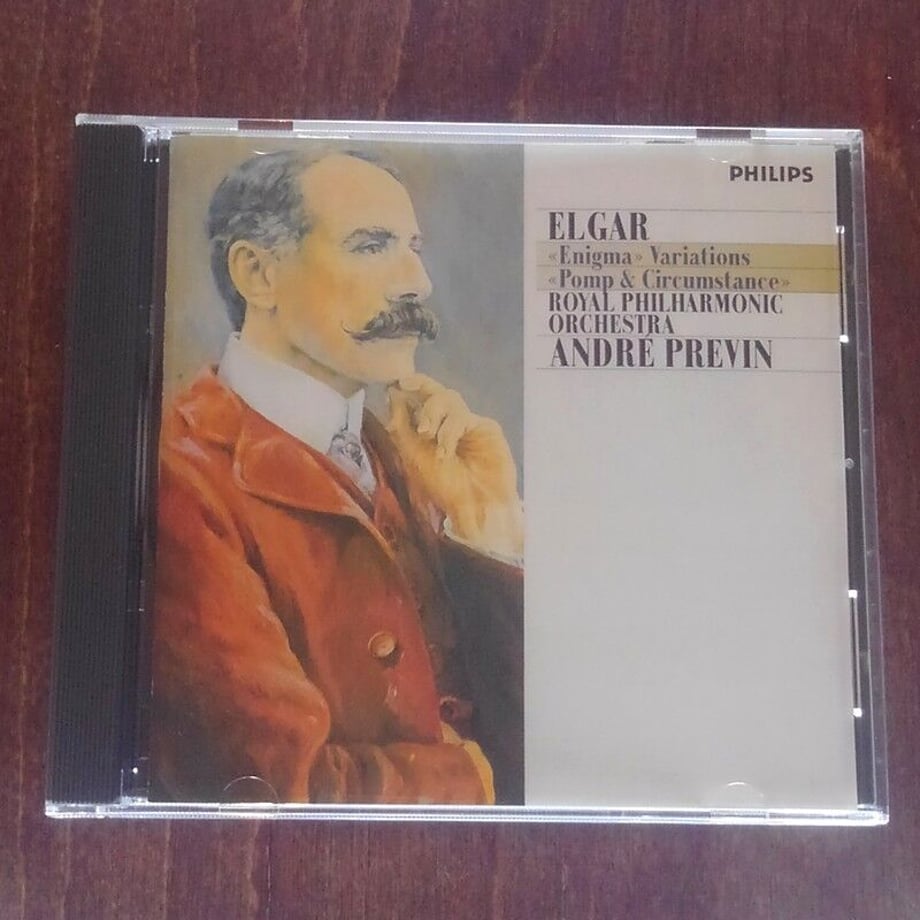 PHILIPS
ELGAR
«Enigma» Variations
«Pomp & Circumstance»
ROYAL PHILHARMONIC
ORCHESTRA
ANDRE PREVIN